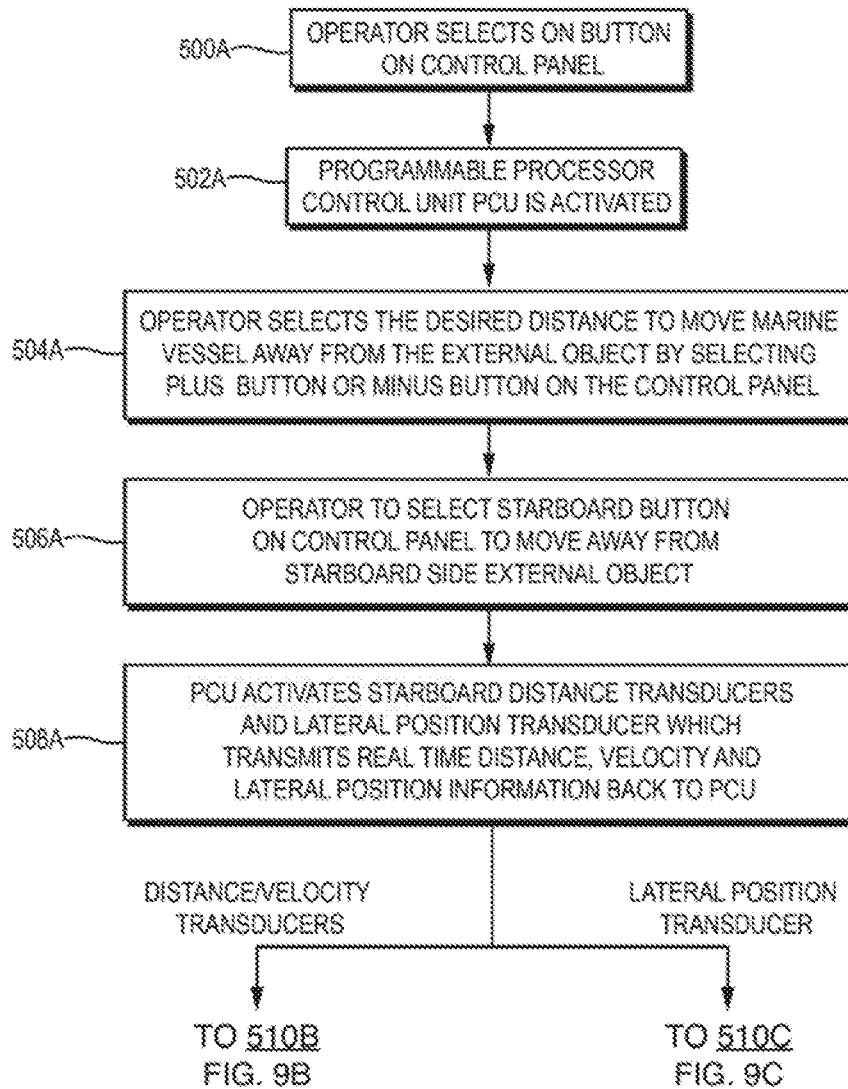 500A
OPERATOR SELECTS ON BUTTON
ON CONTROL PANEL
502A
PROGRAMMABLE PROCESSOR
CONTROL UNIT PCU IS ACTIVATED
504A
OPERATOR SELECTS THE DESIRED DISTANCE TO MOVE MARINE
VESSEL AWAY FROM THE EXTERNAL OBJECT BY SELECTING
PLUS BUTTON OR MINUS BUTTON ON THE CONTROL PANEL
506A
OPERATOR TO SELECT STARBOARD BUTTON
ON CONTROL PANEL TO MOVE AWAY FROM
STARBOARD SIDE EXTERNAL OBJECT
508A
PCU ACTIVATES STARBOARD DISTANCE TRANSDUCERS
AND LATERAL POSITION TRANSDUCER WHICH
TRANSMITS REAL TIME DISTANCE, VELOCITY AND
LATERAL POSITION INFORMATION BACK TO PCU
DISTANCE/VELOCITY
TRANSDUCERS
LATERAL POSITION
TRANSDUCER
TO 510B
FIG. 9B
TO 510C
FIG. 9C